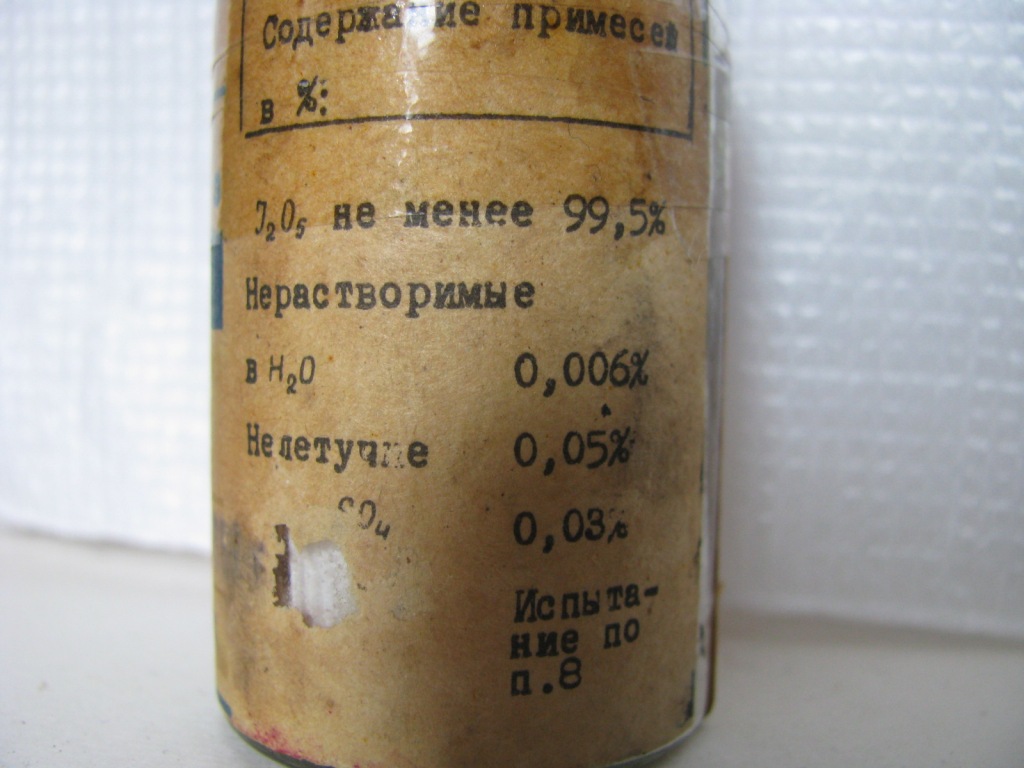 Содержание примесей
в %:
J₂O₅ не менее 99,5%
Нерастворимые
в H₂O 0,006%
Нелетучие 0,05%
SO₄ 0,03%
Испыта-
ние по
п.8